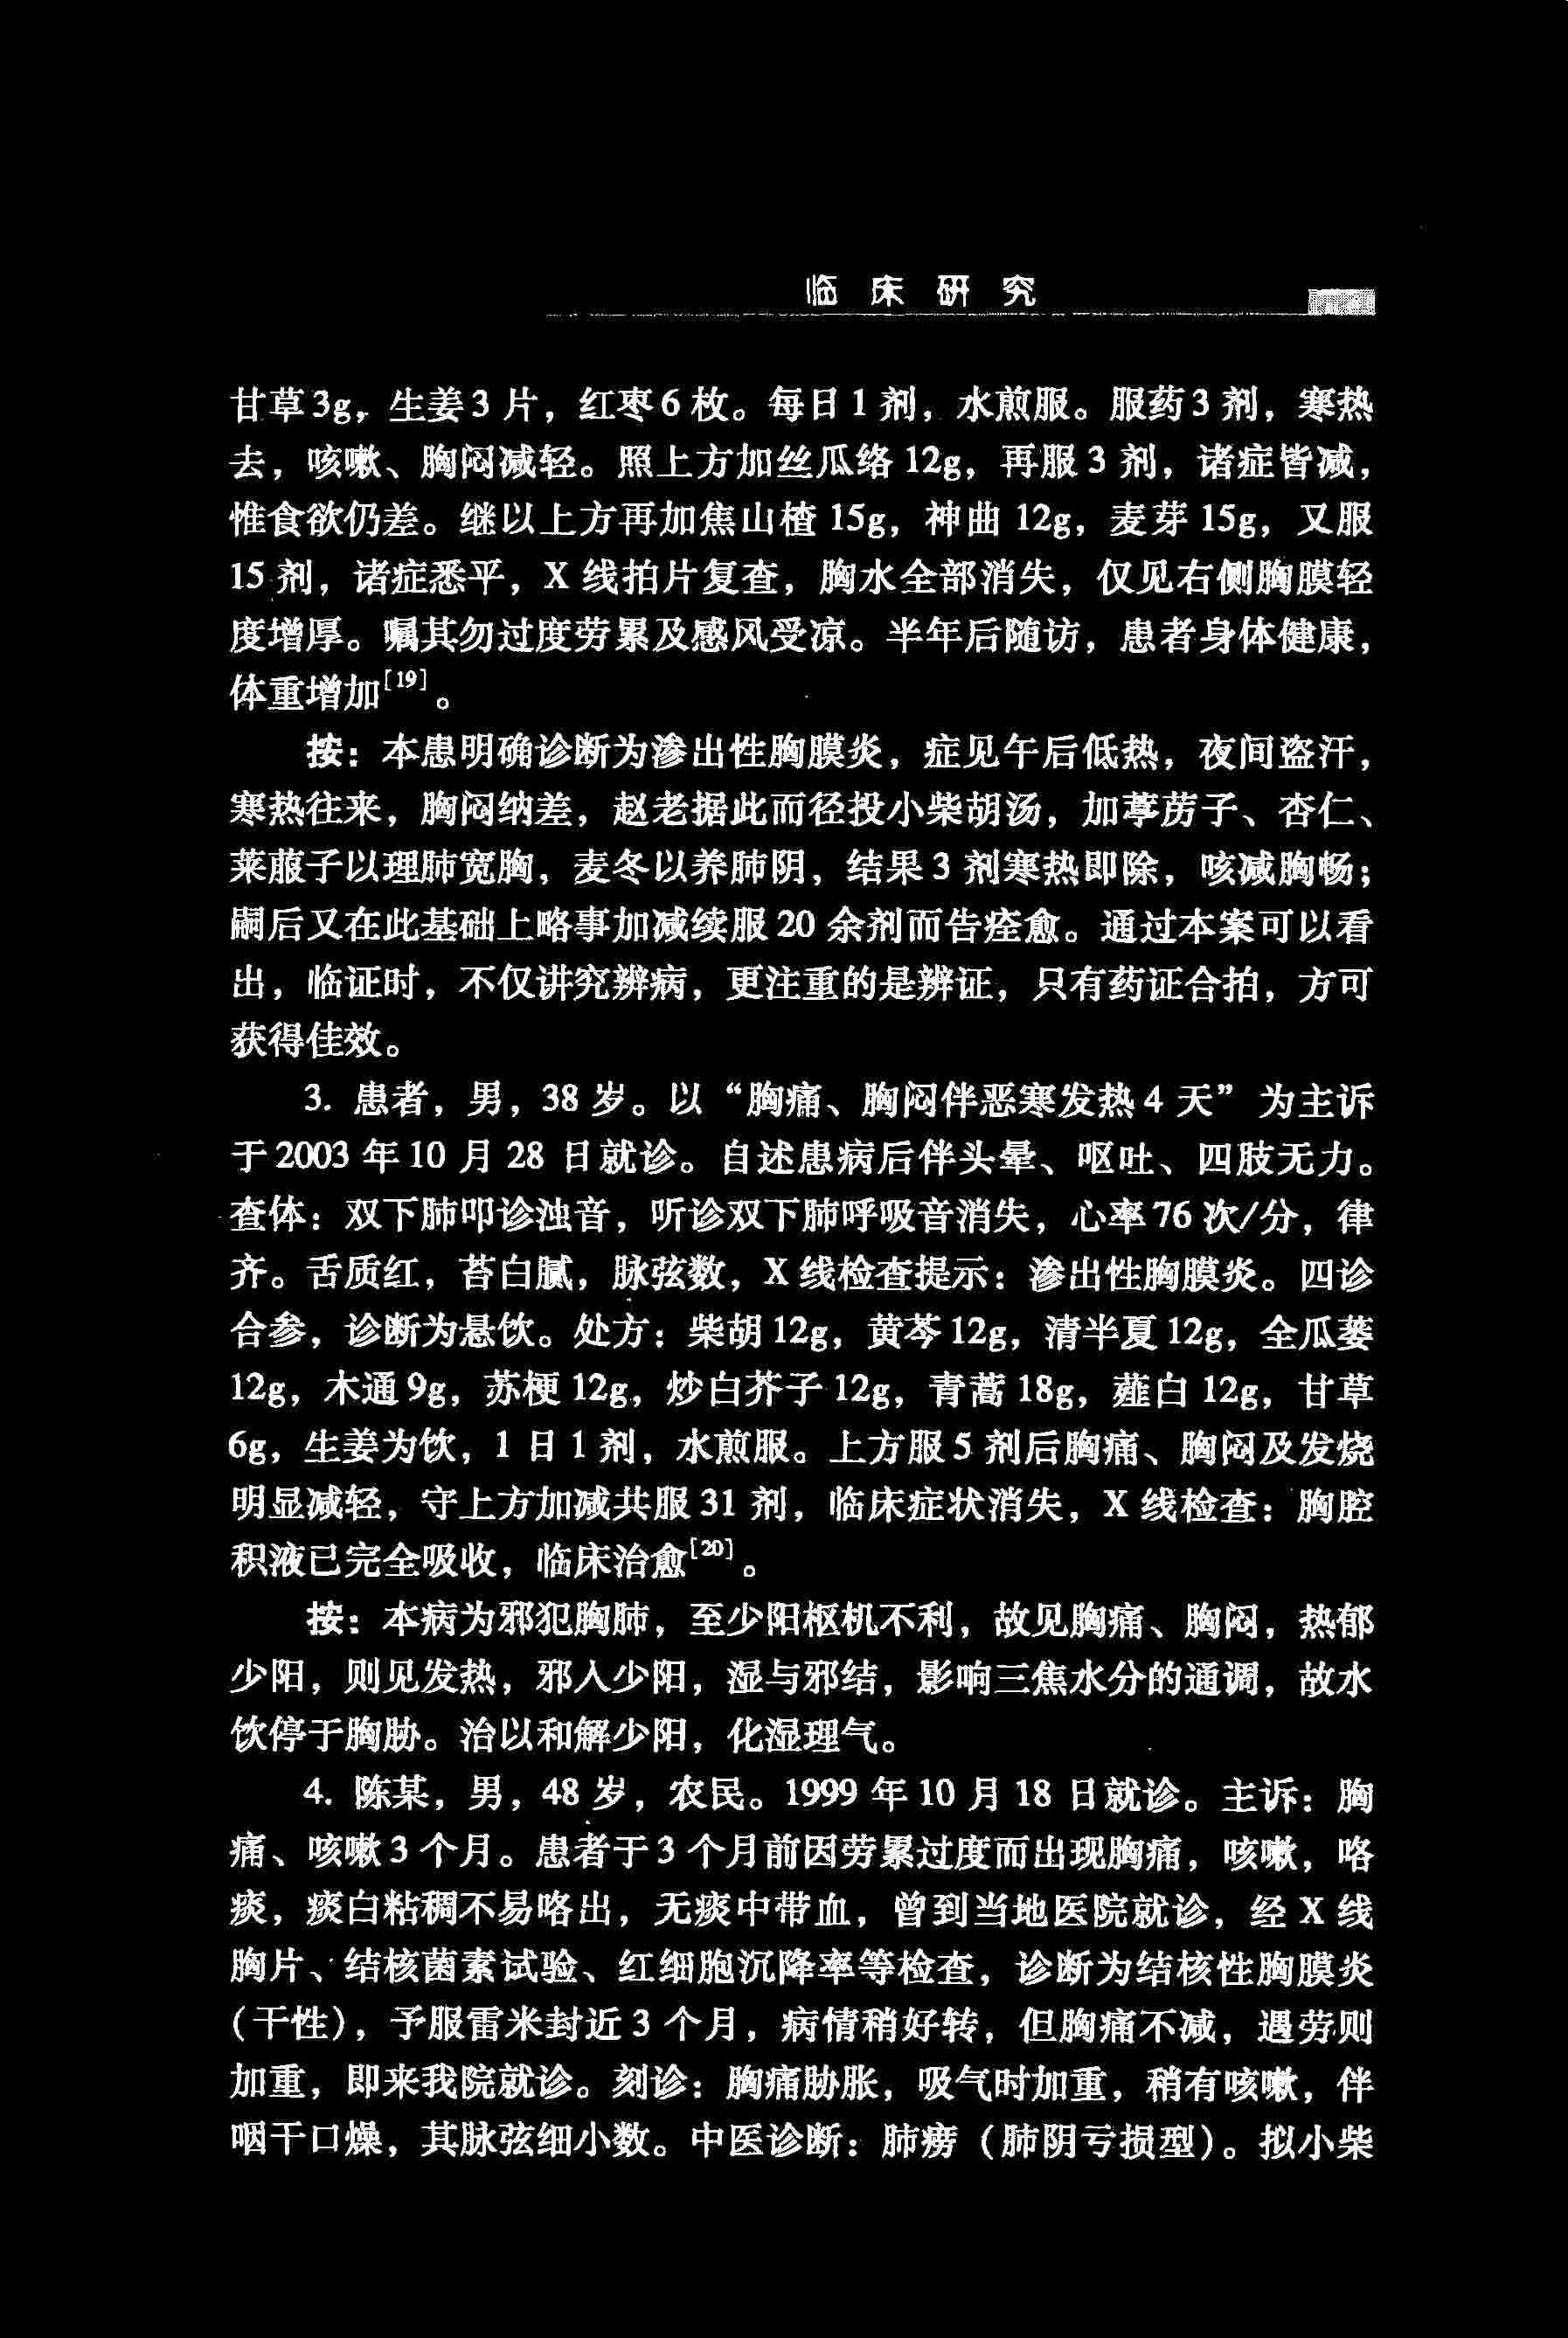 临床研究
甘草3g，生姜3片，红枣6枚。每日1剂，水煎服。服药3剂，寒热
去，咳嗽、胸闷减轻。照上方加丝瓜络12g，再服3剂，诸症皆减，
惟食欲仍差。继以上方再加焦山楂15g，神曲12g，麦芽15g，又服
15剂，诸症悉平，X线拍片复查，胸水全部消失，仅见右侧胸膜轻
度增厚。嘱其勿过度劳累及感风受凉。半年后随访，患者身体健康，
体重增加[19]。
按：本患明确诊断为渗出性胸膜炎，症见午后低热，夜间盗汗，
寒热往来，胸闷纳差，赵老据此而径投小柴胡汤，加葶苈子、杏仁、
莱菔子以理肺宽胸，麦冬以养肺阴，结果3剂寒热即除，咳减胸畅；
嗣后又在此基础上略事加减续服20余剂而告痊愈。通过本案可以看
出，临证时，不仅讲究辨病，更注重的是辨证，只有药证合拍，方可
获得佳效。
3. 患者，男，38岁。以“胸痛、胸闷伴恶寒发热4天”为主诉
于2003年10月28日就诊。自述患病后伴头晕、呕吐、四肢无力。
查体：双下肺叩诊浊音，听诊双下肺呼吸音消失，心率76次/分，律
齐。舌质红，苔白腻，脉弦数，X线检查提示：渗出性胸膜炎。四诊
合参，诊断为悬饮。处方：柴胡12g，黄芩12g，清半夏12g，全瓜蒌
12g，木通9g，苏梗12g，炒白芥子12g，青蒿18g，薤白12g，甘草
6g，生姜为饮，1日1剂，水煎服。上方服5剂后胸痛、胸闷及发烧
明显减轻，守上方加减共服31剂，临床症状消失，X线检查：胸腔
积液已完全吸收，临床治愈[20]。
按：本病为邪犯胸肺，至少阳枢机不利，故见胸痛、胸闷，热郁
少阳，则见发热，邪入少阳，湿与邪结，影响三焦水分的通调，故水
饮停于胸胁。治以和解少阳，化湿理气。
4. 陈某，男，48岁，农民。1999年10月18日就诊。主诉：胸
痛、咳嗽3个月。患者于3个月前因劳累过度而出现胸痛，咳嗽，咯
痰，痰白粘稠不易咯出，无痰中带血，曾到当地医院就诊，经X线
胸片、结核菌素试验、红细胞沉降率等检查，诊断为结核性胸膜炎
（干性），予服雷米封近3个月，病情稍好转，但胸痛不减，遇劳则
加重，即来我院就诊。刻诊：胸痛胁胀，吸气时加重，稍有咳嗽，伴
咽干口燥，其脉弦细小数。中医诊断：肺痨（肺阴亏损型）。拟小柴